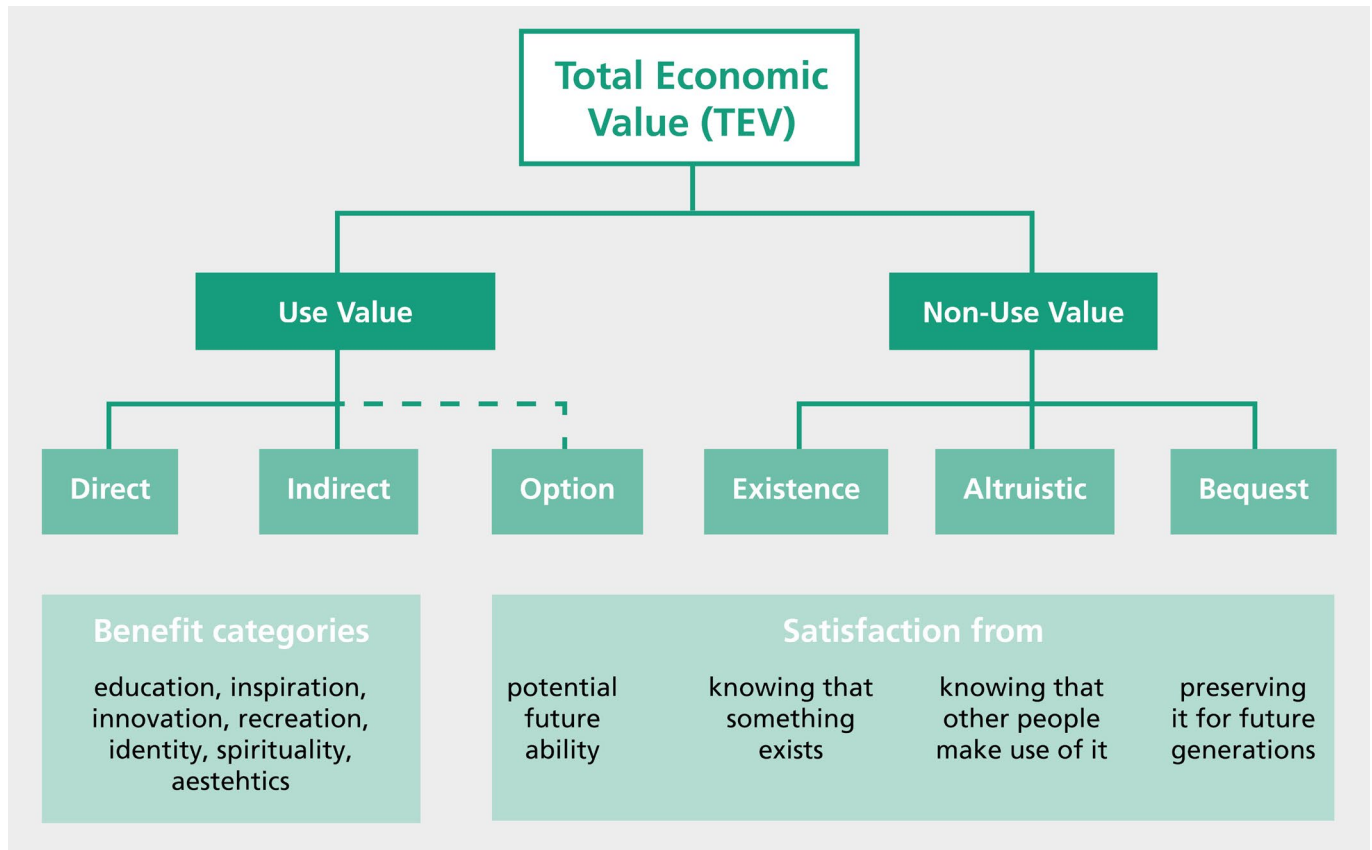 Total Economic
Value (TEV)
Use Value
Non-Use Value
Direct
Indirect
Option
Existence
Altruistic
Bequest
Benefit categories
education, inspiration,
innovation, recreation,
identity, spirituality,
aestehtics
Satisfaction from
potential
future
ability
knowing that
something
exists
knowing that
other people
make use of it
preserving
it for future
generations